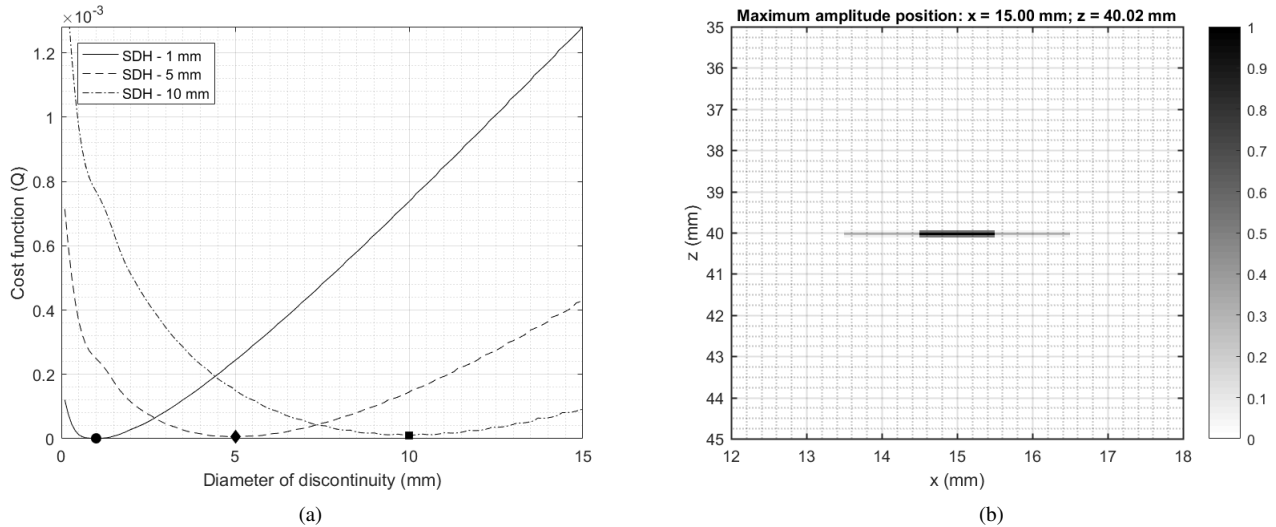 ×10⁻³
SDH - 1 mm
SDH - 5 mm
SDH - 10 mm
1.2
1
0.8
0.6
0.4
0.2
0
Cost function (Q)
0 5 10 15
Diameter of discontinuity (mm)
(a)
Maximum amplitude position: x = 15.00 mm; z = 40.02 mm
35
36
37
38
39
40
41
42
43
44
45
z (mm)
12 13 14 15 16 17 18
x (mm)
1
0.9
0.8
0.7
0.6
0.5
0.4
0.3
0.2
0.1
0
(b)